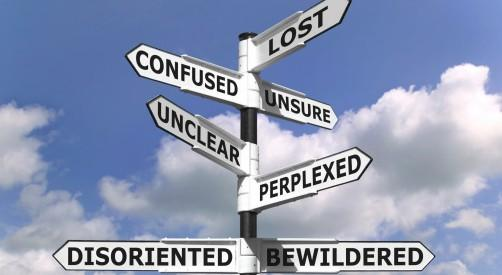 LOST
CONFUSED
UNSURE
UNCLEAR
PERPLEXED
DISORIENTED
BEWILDERED